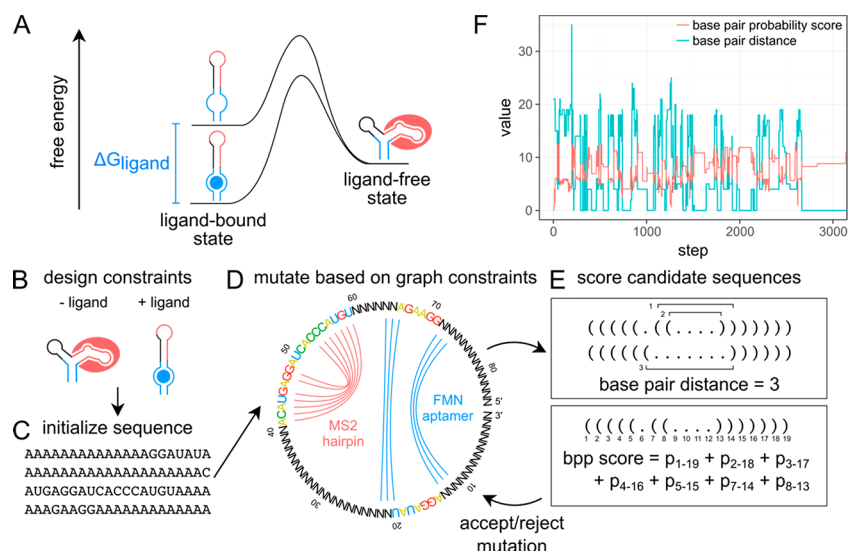 A
free energy
ΔGligand
ligand-bound
state
ligand-free
state
F
base pair probability score
base pair distance
value
30
20
10
0
0
1000
2000
3000
step
B
design constraints
- ligand
+ ligand
C
initialize sequence
AAAAAAAAAAAAAAGGAUAUA
AAAAAAAAAAAAAAAAAAAAC
AUGAGGAUCACCCAUGUAAAA
AAAGAAGGAAAAAAAAAAAAA
D
mutate based on graph constraints
ACAUGAGGAUCACCCAUGUNNNNNNAGAAGG
AGGAUAU
5'
3'
10
20
30
40
50
60
70
80
MS2
hairpin
FMN
aptamer
accept/reject
mutation
E
score candidate sequences
1
2
(((((.((....)))))))
((((((.......))))))
3
base pair distance = 3
(((((.((....)))))))
1 2 3 4 5 6 7 8 9 10 11 12 13 14 15 16 17 18 19
bpp score = p1-19 + p2-18 + p3-17
+ p4-16 + p5-15 + p7-14 + p8-13